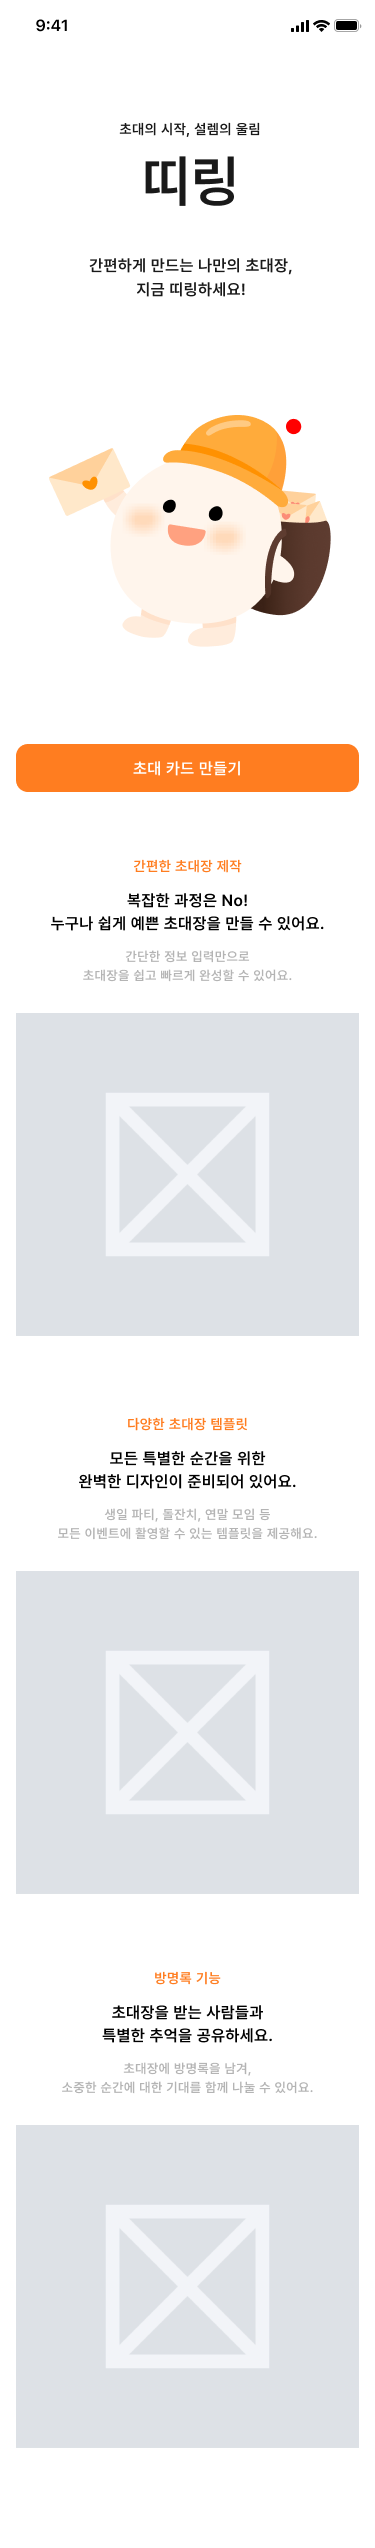 9:41
초대의 시작, 설렘의 울림
띠링
간편하게 만드는 나만의 초대장,
지금 띠링하세요!
초대 카드 만들기
간편한 초대장 제작
복잡한 과정은 No!
누구나 쉽게 예쁜 초대장을 만들 수 있어요.
간단한 정보 입력만으로
초대장을 쉽고 빠르게 완성할 수 있어요.
다양한 초대장 템플릿
모든 특별한 순간을 위한
완벽한 디자인이 준비되어 있어요.
생일 파티, 돌잔치, 연말 모임 등
모든 이벤트에 활영할 수 있는 템플릿을 제공해요.
방명록 기능
초대장을 받는 사람들과
특별한 추억을 공유하세요.
초대장에 방명록을 남겨,
소중한 순간에 대한 기대를 함께 나눌 수 있어요.